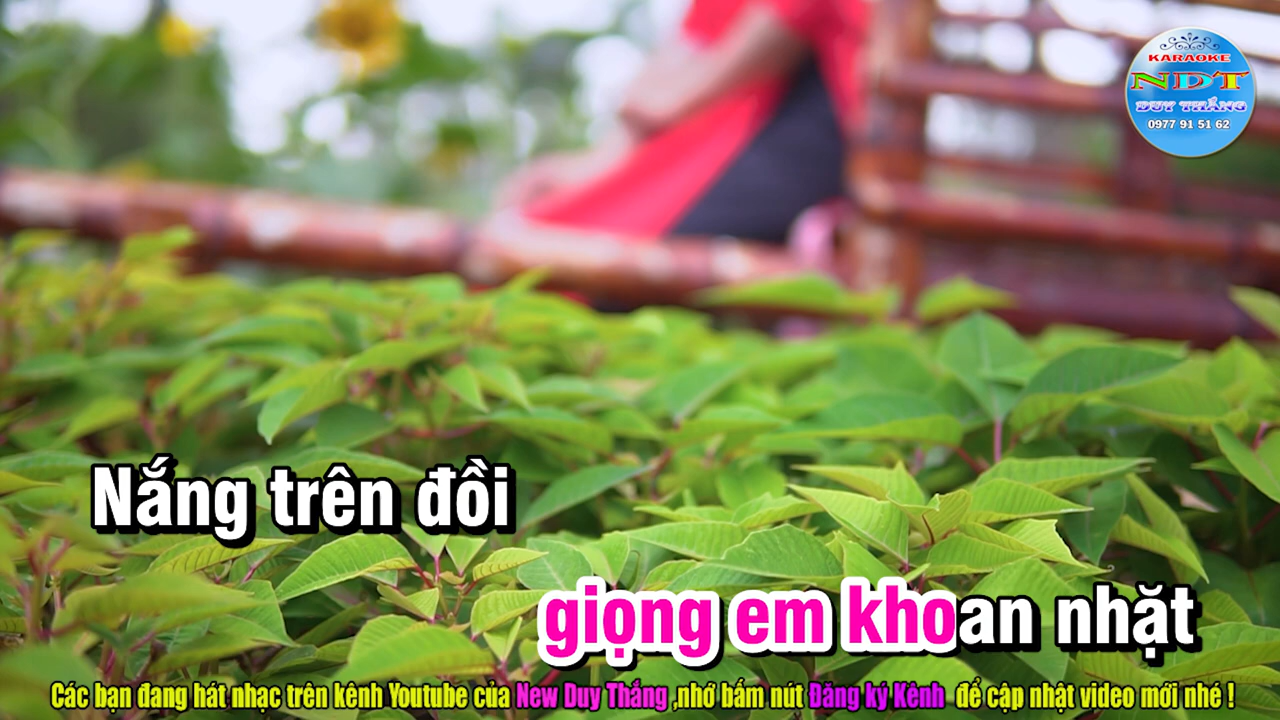 KARAOKE
NDT
DUY THẮNG
0977 91 51 62
Nắng trên đồi
giọng em khoan nhặt
Các bạn đang hát nhạc trên kênh Youtube của New Duy Thắng ,nhớ bấm nút Đăng ký Kênh để cập nhật video mới nhé !